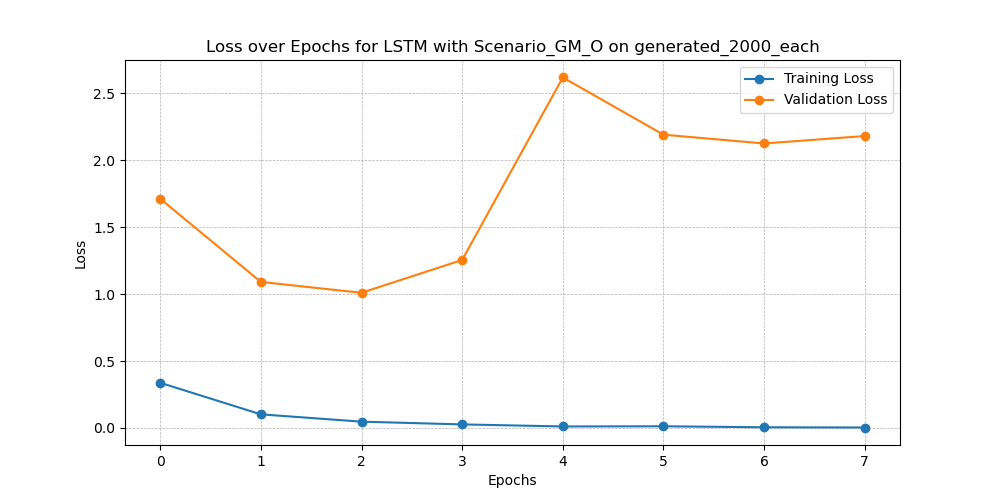 Loss over Epochs for LSTM with Scenario_GM_O on generated_2000_each
Training Loss
Validation Loss
2.5
2.0
1.5
1.0
0.5
0.0
Loss
0 1 2 3 4 5 6 7
Epochs